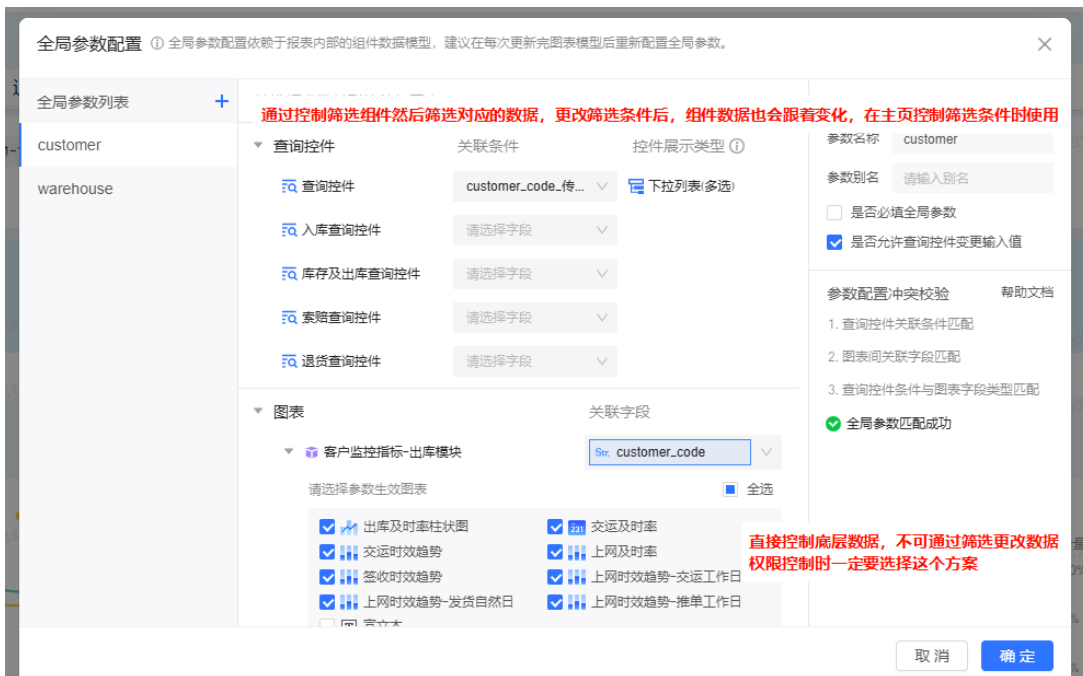 全局参数配置 全局参数配置依赖于报表内部的组件数据模型，建议在每次更新完图表模型后重新配置全局参数。
全局参数列表 +
customer
warehouse
通过控制筛选组件然后筛选对应的数据，更改筛选条件后，组件数据也会跟着变化，在主页控制筛选条件时使用
查询控件 关联条件 控件展示类型
查询控件 customer_code_传... 下拉列表(多选)
入库查询控件 请选择字段
库存及出库查询控件 请选择字段
索赔查询控件 请选择字段
退货查询控件 请选择字段
图表 关联字段
客户监控指标-出库模块 Str. customer_code
请选择参数生效图表 全选
出库及时率柱状图 231 交运及时率
交运时效趋势 上网及时率
签收时效趋势 上网时效趋势-交运工作日
上网时效趋势-发货自然日 上网时效趋势-推单工作日
富文本
直接控制底层数据，不可通过筛选更改数据
权限控制时一定要选择这个方案
参数名称 customer
参数别名 请输入别名
是否必填全局参数
是否允许查询控件变更输入值
参数配置冲突校验 帮助文档
1. 查询控件关联条件匹配
2. 图表间关联字段匹配
3. 查询控件条件与图表字段类型匹配
全局参数匹配成功
取消 确定